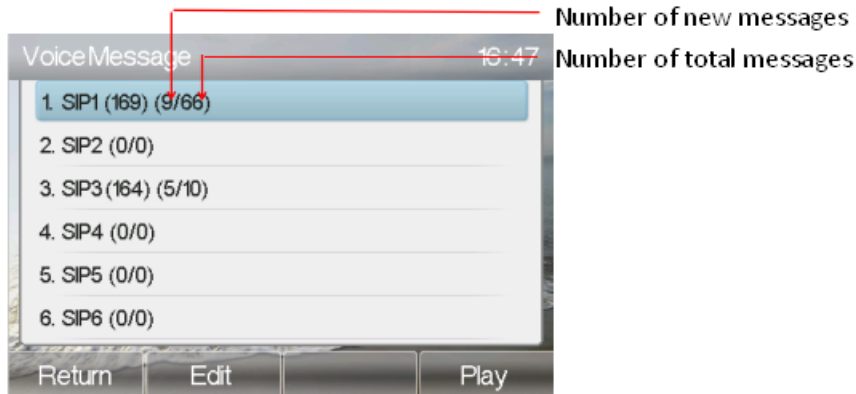 Number of new messages
Voice Message 16:47
Number of total messages
1. SIP1 (169) (9/66)
2. SIP2 (0/0)
3. SIP3 (164) (5/10)
4. SIP4 (0/0)
5. SIP5 (0/0)
6. SIP6 (0/0)
Return Edit Play